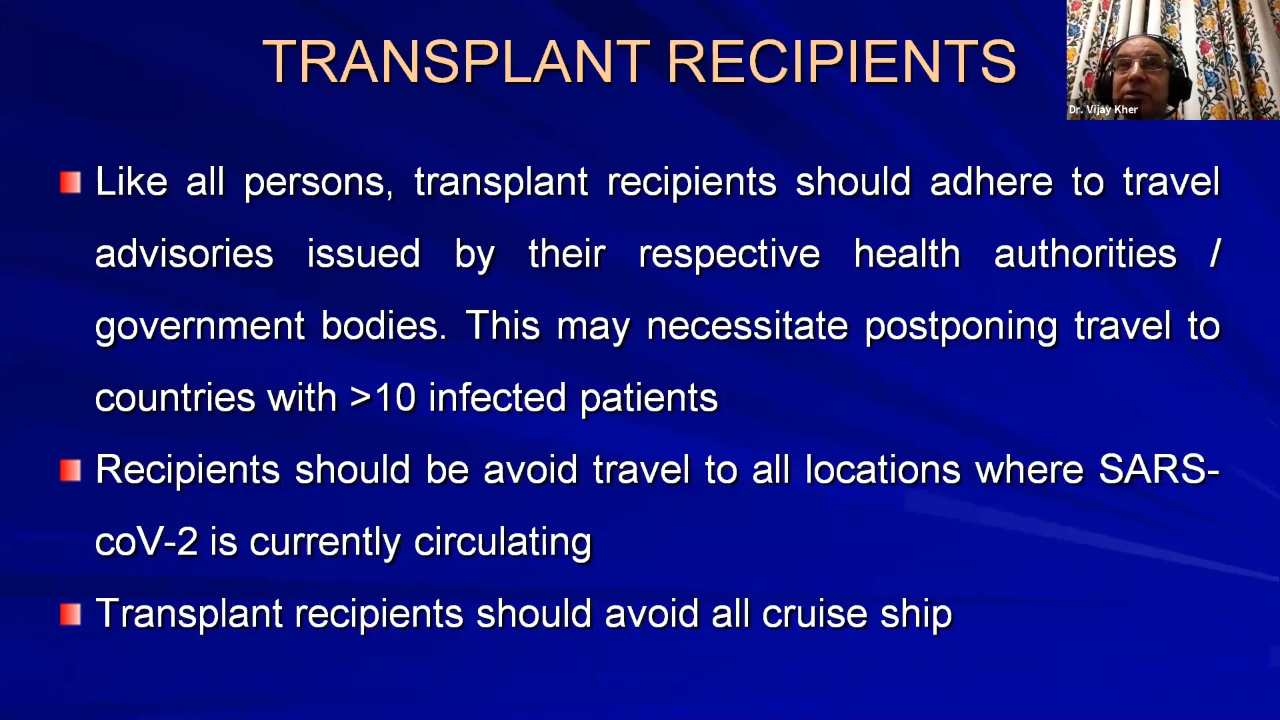 TRANSPLANT RECIPIENTS
Dr. Vijay Kher
Like all persons, transplant recipients should adhere to travel
advisories issued by their respective health authorities /
government bodies. This may necessitate postponing travel to
countries with >10 infected patients
Recipients should be avoid travel to all locations where SARS-
coV-2 is currently circulating
Transplant recipients should avoid all cruise ship